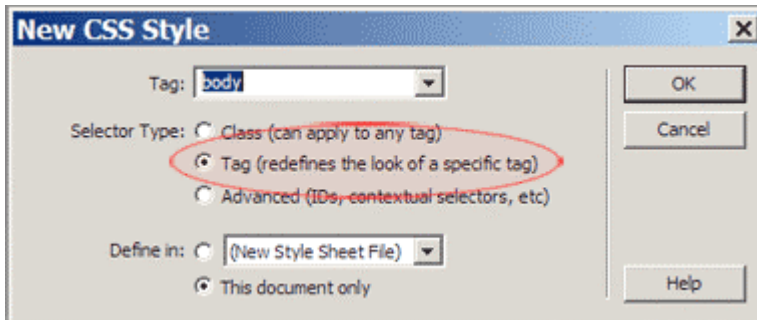 New CSS Style
Tag: body
OK
Selector Type: Class (can apply to any tag)
Cancel
Tag (redefines the look of a specific tag)
Advanced (IDs, contextual selectors, etc)
Define in: (New Style Sheet File)
This document only
Help